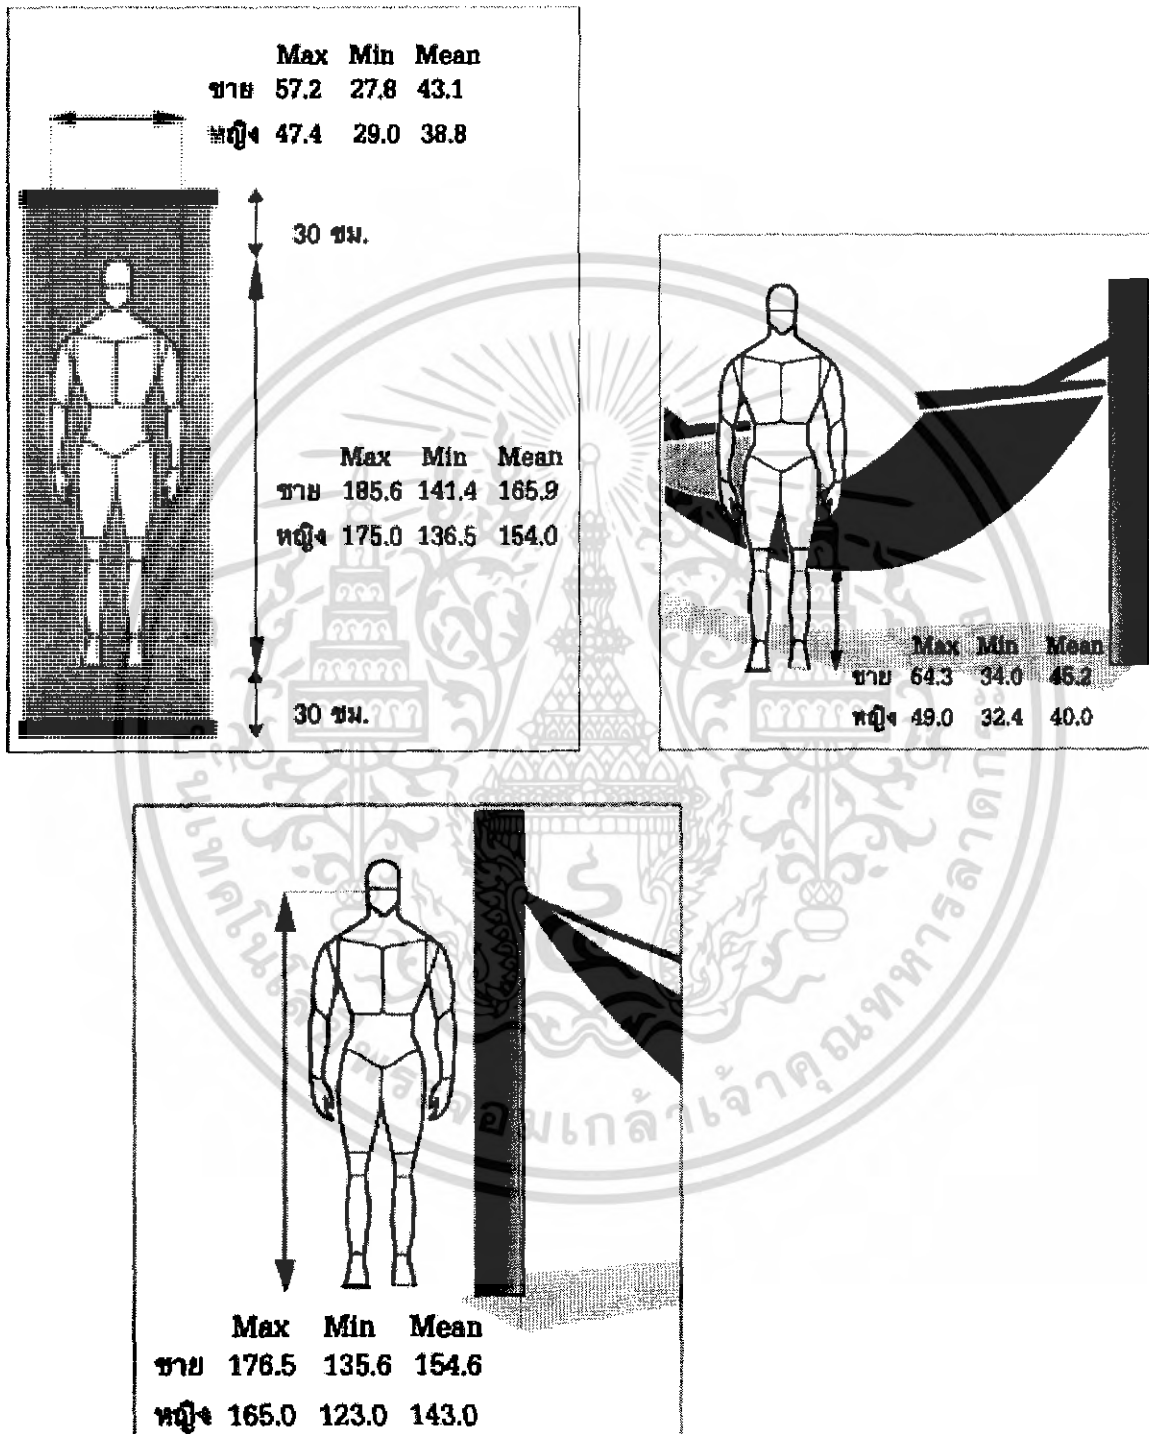 Max Min Mean
ชาย 57.2 27.8 43.1
หญิง 47.4 29.0 38.8
30 ซม.
Max Min Mean
ชาย 185.6 141.4 165.9
หญิง 175.0 136.5 154.0
30 ซม.
Max Min Mean
ชาย 64.3 34.0 45.2
หญิง 49.0 32.4 40.0
Max Min Mean
ชาย 176.5 135.6 154.6
หญิง 165.0 123.0 143.0